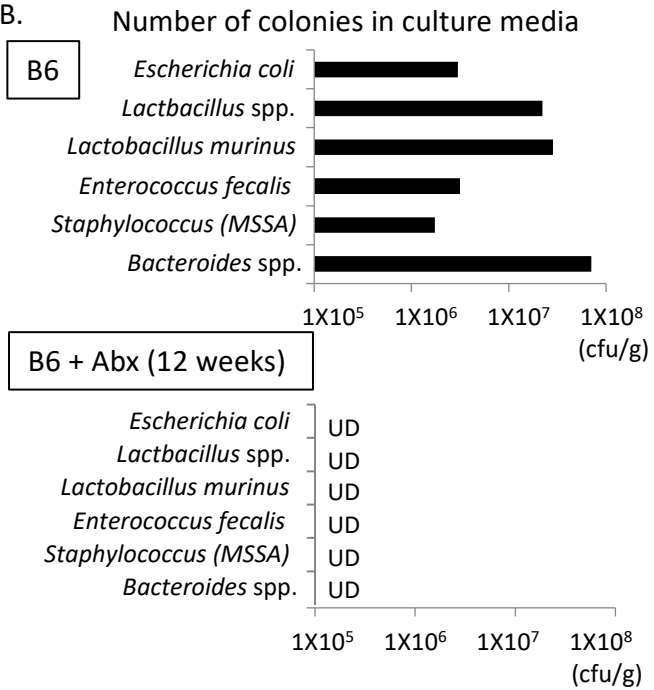 B.
Number of colonies in culture media
B6
Escherichia coli
Lactbacillus spp.
Lactobacillus murinus
Enterococcus fecalis
Staphylococcus (MSSA)
Bacteroides spp.
1X10⁵ 1X10⁶ 1X10⁷ 1X10⁸
(cfu/g)
B6 + Abx (12 weeks)
Escherichia coli UD
Lactbacillus spp. UD
Lactobacillus murinus UD
Enterococcus fecalis UD
Staphylococcus (MSSA) UD
Bacteroides spp. UD
1X10⁵ 1X10⁶ 1X10⁷ 1X10⁸
(cfu/g)